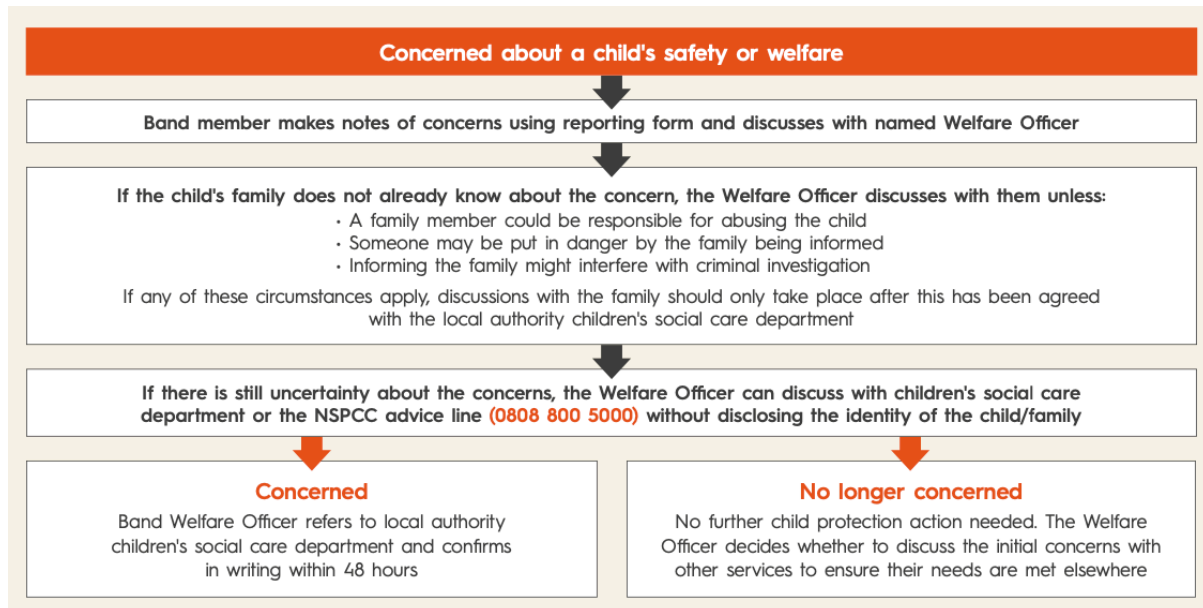 Concerned about a child's safety or welfare
Band member makes notes of concerns using reporting form and discusses with named Welfare Officer
If the child's family does not already know about the concern, the Welfare Officer discusses with them unless:
· A family member could be responsible for abusing the child
· Someone may be put in danger by the family being informed
· Informing the family might interfere with criminal investigation
If any of these circumstances apply, discussions with the family should only take place after this has been agreed
with the local authority children's social care department
If there is still uncertainty about the concerns, the Welfare Officer can discuss with children's social care
department or the NSPCC advice line (0808 800 5000) without disclosing the identity of the child/family
Concerned
Band Welfare Officer refers to local authority
children's social care department and confirms
in writing within 48 hours
No longer concerned
No further child protection action needed. The Welfare
Officer decides whether to discuss the initial concerns with
other services to ensure their needs are met elsewhere